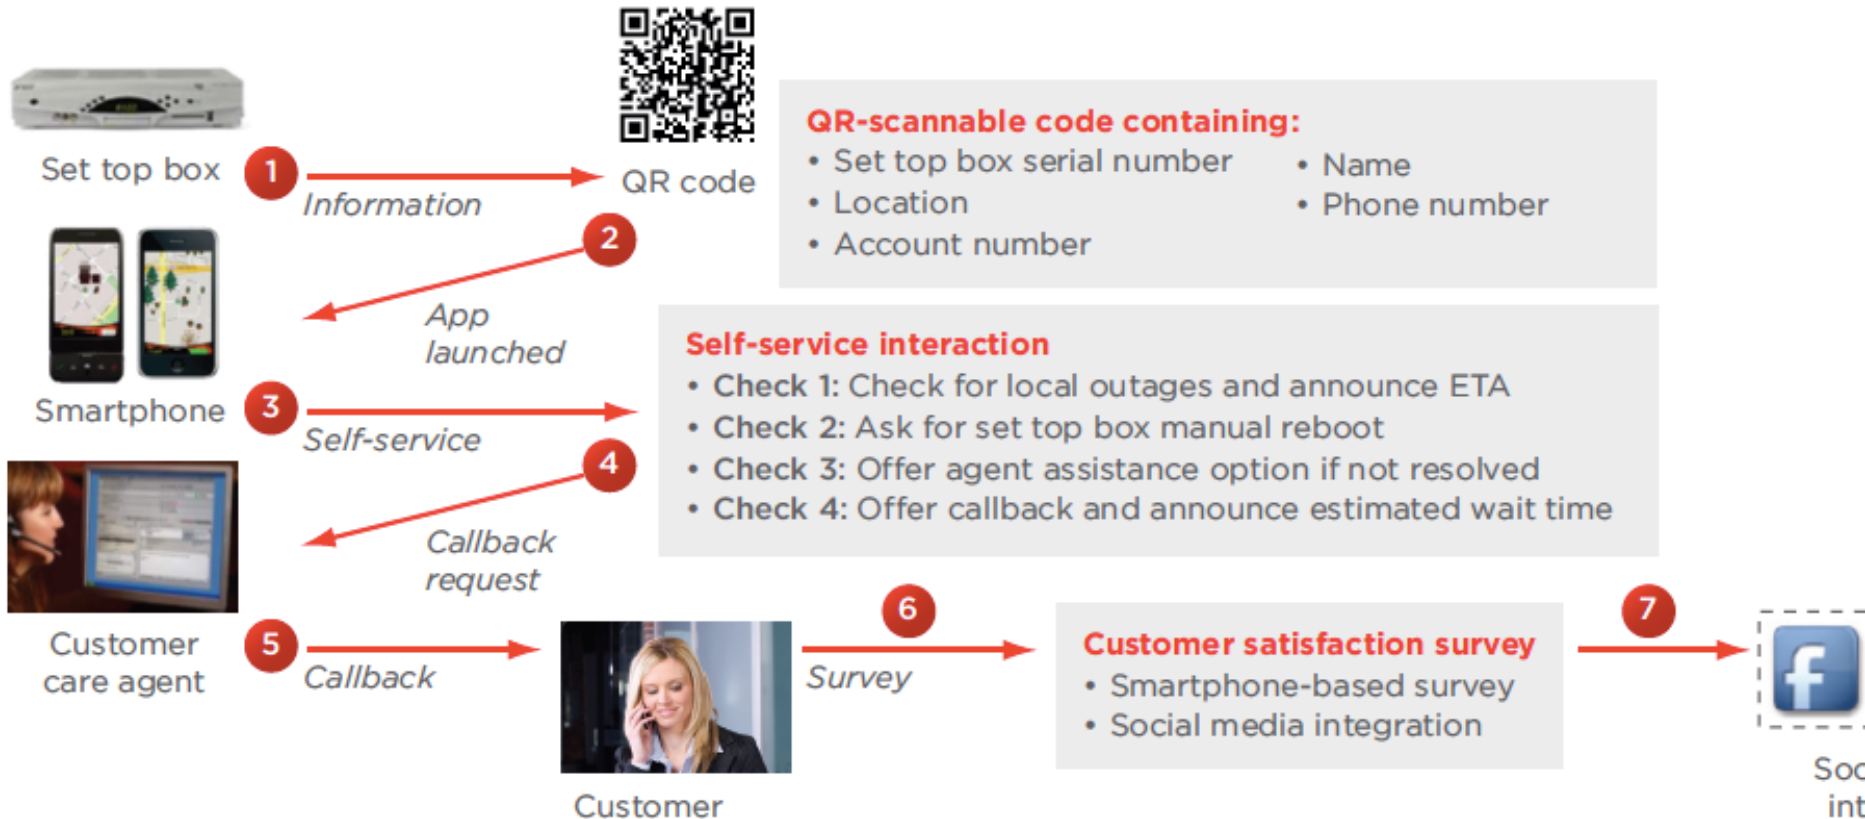 Set top box
1
Information
QR code
QR-scannable code containing:
• Set top box serial number
• Location
• Account number
• Name
• Phone number
2
App
launched
Smartphone
3
Self-service
Self-service interaction
• Check 1: Check for local outages and announce ETA
• Check 2: Ask for set top box manual reboot
• Check 3: Offer agent assistance option if not resolved
• Check 4: Offer callback and announce estimated wait time
4
Callback
request
Customer
care agent
5
Callback
Customer
6
Survey
Customer satisfaction survey
• Smartphone-based survey
• Social media integration
7
f